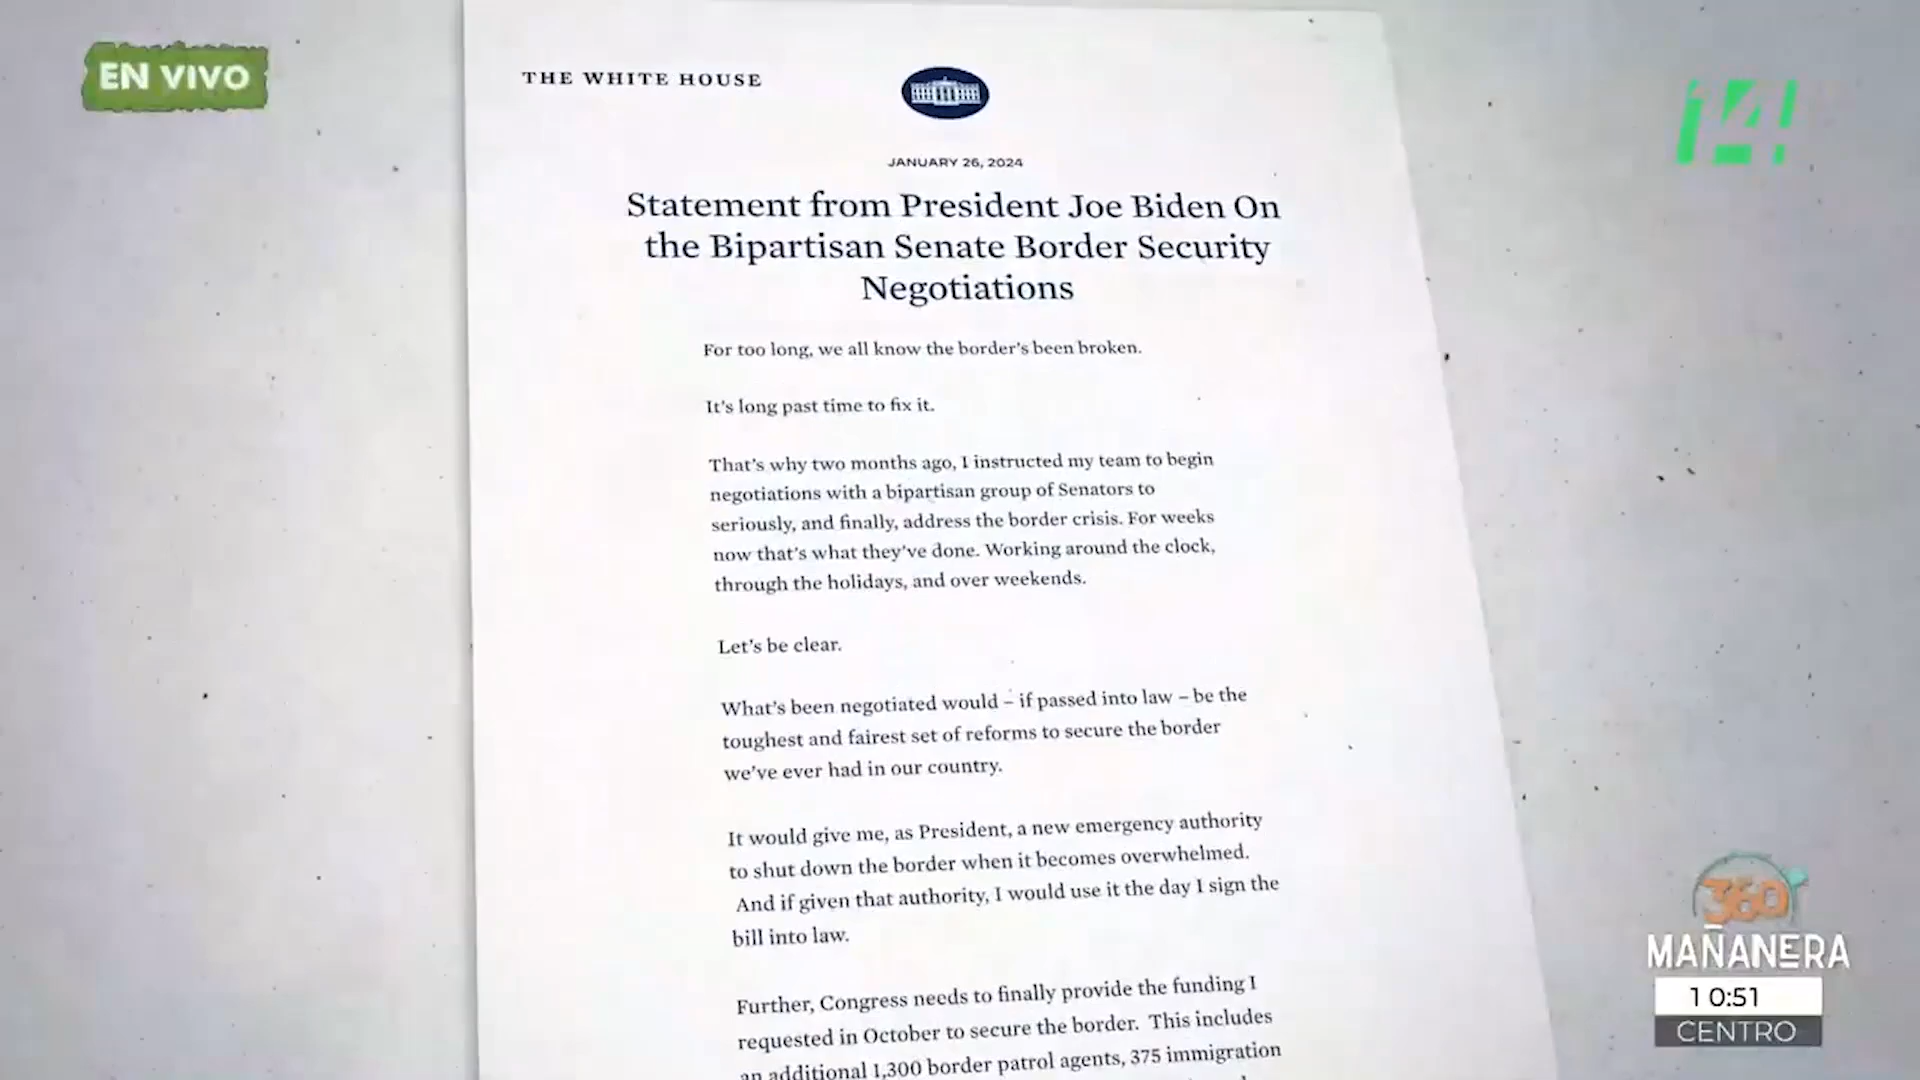 EN VIVO
THE WHITE HOUSE
14
JANUARY 26, 2024
Statement from President Joe Biden On
the Bipartisan Senate Border Security
Negotiations
For too long, we all know the border's been broken.
It's long past time to fix it.
That's why two months ago, I instructed my team to begin
negotiations with a bipartisan group of Senators to
seriously, and finally, address the border crisis. For weeks
now that's what they've done. Working around the clock,
through the holidays, and over weekends.
Let's be clear.
What's been negotiated would – if passed into law – be the
toughest and fairest set of reforms to secure the border
we've ever had in our country.
It would give me, as President, a new emergency authority
to shut down the border when it becomes overwhelmed.
And if given that authority, I would use it the day I sign the
bill into law.
Further, Congress needs to finally provide the funding I
requested in October to secure the border. This includes
an additional 1,300 border patrol agents, 375 immigration
360
MAÑANERA
10:51
CENTRO